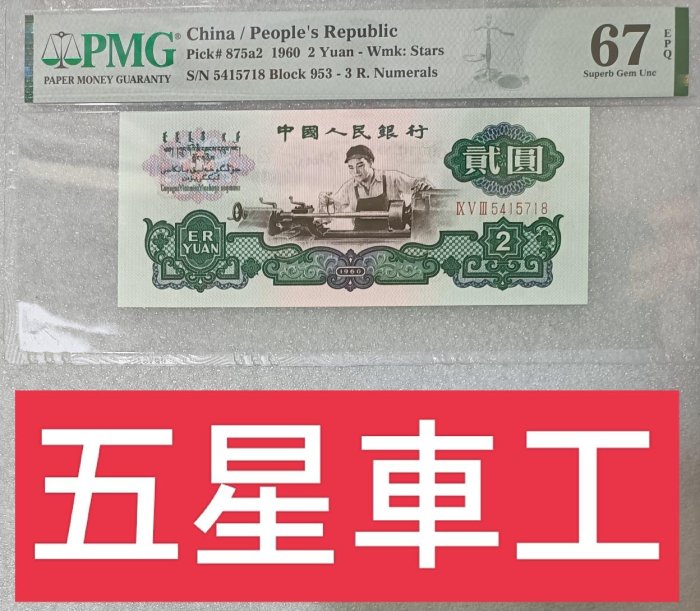 PMG
PAPER MONEY GUARANTY
China / People's Republic
Pick# 875a2 1960 2 Yuan - Wmk: Stars
S/N 5415718 Block 953 - 3 R. Numerals
67
EPQ
Superb Gem Unc
中國人民銀行
貳圓
ⅨⅤⅢ 5415718
ER
YUAN
2
1960
五星車工